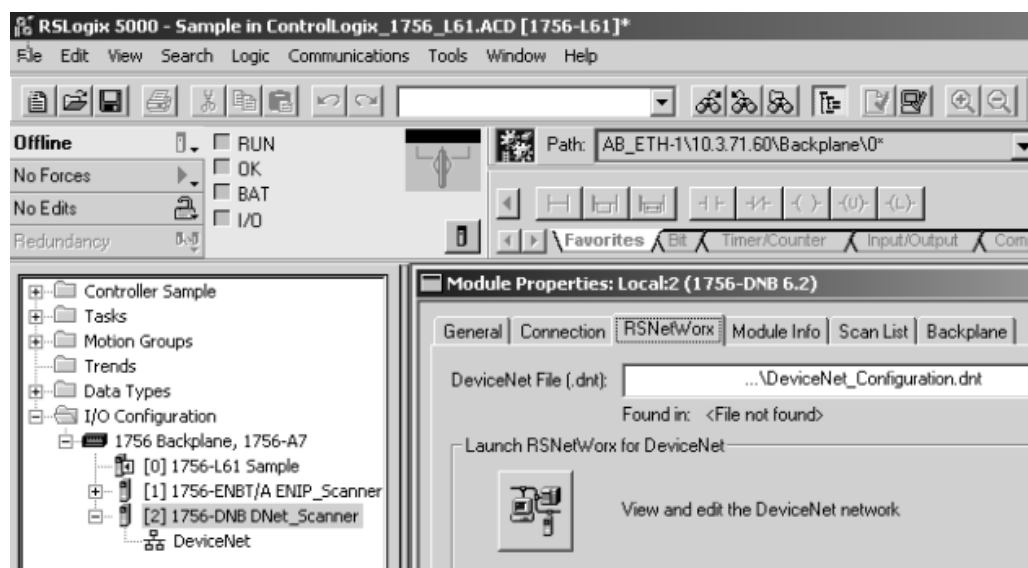 RSLogix 5000 - Sample in ControlLogix_1756_L61.ACD [1756-L61]*
File Edit View Search Logic Communications Tools Window Help
Offline
RUN
No Forces
OK
No Edits
BAT
Redundancy
I/O
Path: AB_ETH-1\10.3.71.60\Backplane\0*
Favorites Bit Timer/Counter Input/Output Com
Controller Sample
Tasks
Motion Groups
Trends
Data Types
I/O Configuration
1756 Backplane, 1756-A7
[0] 1756-L61 Sample
[1] 1756-ENBT/A ENIP_Scanner
[2] 1756-DNB DNet_Scanner
DeviceNet
Module Properties: Local:2 (1756-DNB 6.2)
General Connection RSNetWorx Module Info Scan List Backplane
DeviceNet File (.dnt): ...\DeviceNet_Configuration.dnt
Found in: <File not found>
Launch RSNetWorx for DeviceNet
View and edit the DeviceNet network